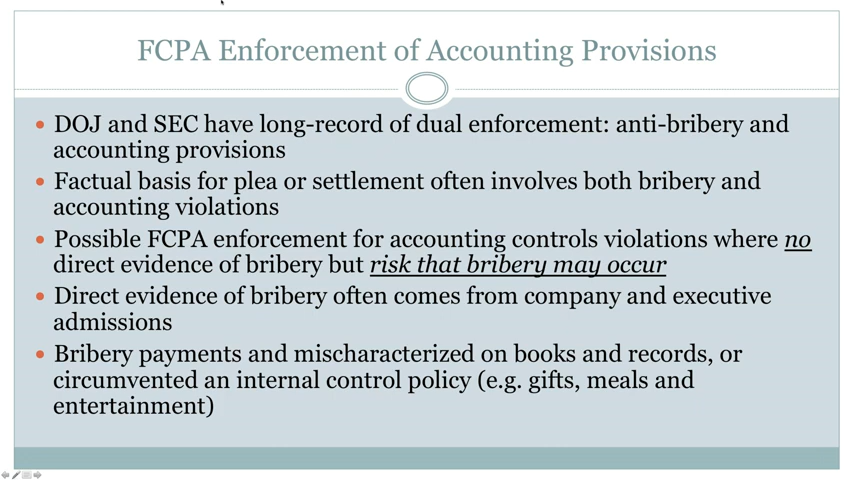 FCPA Enforcement of Accounting Provisions
DOJ and SEC have long-record of dual enforcement: anti-bribery and
accounting provisions
Factual basis for plea or settlement often involves both bribery and
accounting violations
Possible FCPA enforcement for accounting controls violations where no
direct evidence of bribery but risk that bribery may occur
Direct evidence of bribery often comes from company and executive
admissions
Bribery payments and mischaracterized on books and records, or
circumvented an internal control policy (e.g. gifts, meals and
entertainment)